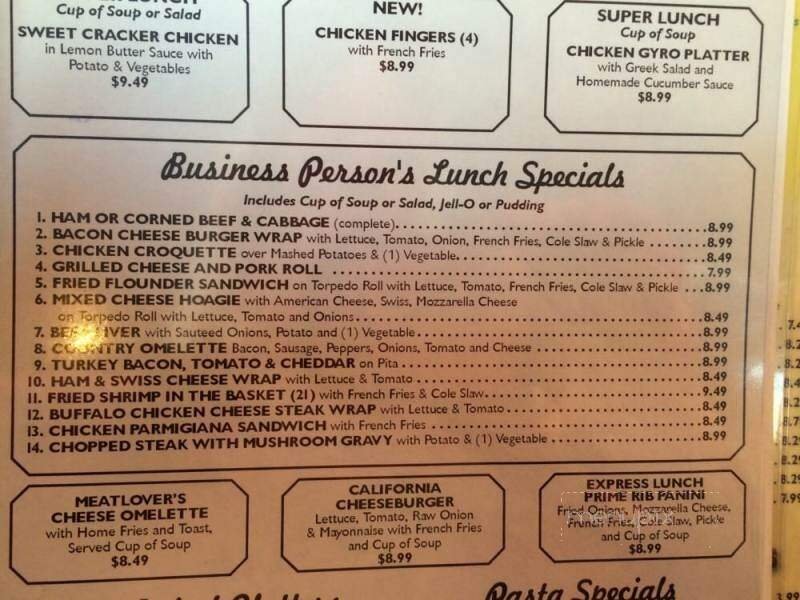 Cup of Soup or Salad
SWEET CRACKER CHICKEN
in Lemon Butter Sauce with
Potato & Vegetables
$9.49
NEW!
CHICKEN FINGERS (4)
with French Fries
$8.99
SUPER LUNCH
Cup of Soup
CHICKEN GYRO PLATTER
with Greek Salad and
Homemade Cucumber Sauce
$8.99
Business Person's Lunch Specials
Includes Cup of Soup or Salad, Jell-O or Pudding
1. HAM OR CORNED BEEF & CABBAGE (complete). 8.99
2. BACON CHEESE BURGER WRAP with Lettuce, Tomato, Onion, French Fries, Cole Slaw & Pickle 8.99
3. CHICKEN CROQUETTE over Mashed Potatoes & (1) Vegetable. 8.49
4. GRILLED CHEESE AND PORK ROLL 7.99
5. FRIED FLOUNDER SANDWICH on Torpedo Roll with Lettuce, Tomato, French Fries, Cole Slaw & Pickle 8.99
6. MIXED CHEESE HOAGIE with American Cheese, Swiss, Mozzarella Cheese
on Torpedo Roll with Lettuce, Tomato and Onions 8.49
7. BEEF LIVER with Sauteed Onions, Potato and (1) Vegetable 8.99
8. COUNTRY OMELETTE Bacon, Sausage, Peppers, Onions, Tomato and Cheese 8.99
9. TURKEY BACON, TOMATO & CHEDDAR on Pita 8.99
10. HAM & SWISS CHEESE WRAP with Lettuce & Tomato 8.49
11. FRIED SHRIMP IN THE BASKET (21) with French Fries & Cole Slaw. 9.49
12. BUFFALO CHICKEN CHEESE STEAK WRAP with Lettuce & Tomato 8.49
13. CHICKEN PARMIGIANA SANDWICH with French Fries 8.49
14. CHOPPED STEAK WITH MUSHROOM GRAVY with Potato & (1) Vegetable 8.99
MEATLOVER'S
CHEESE OMELETTE
with Home Fries and Toast,
Served Cup of Soup
$8.49
CALIFORNIA
CHEESEBURGER
Lettuce, Tomato, Raw Onion
& Mayonnaise with French Fries
and Cup of Soup
$8.99
EXPRESS LUNCH
PRIME RIB PANINI
Fried Onions, Mozzarella Cheese,
French Fries, Cole Slaw, Pickle
and Cup of Soup
$8.99
Pasta Specials
7.99